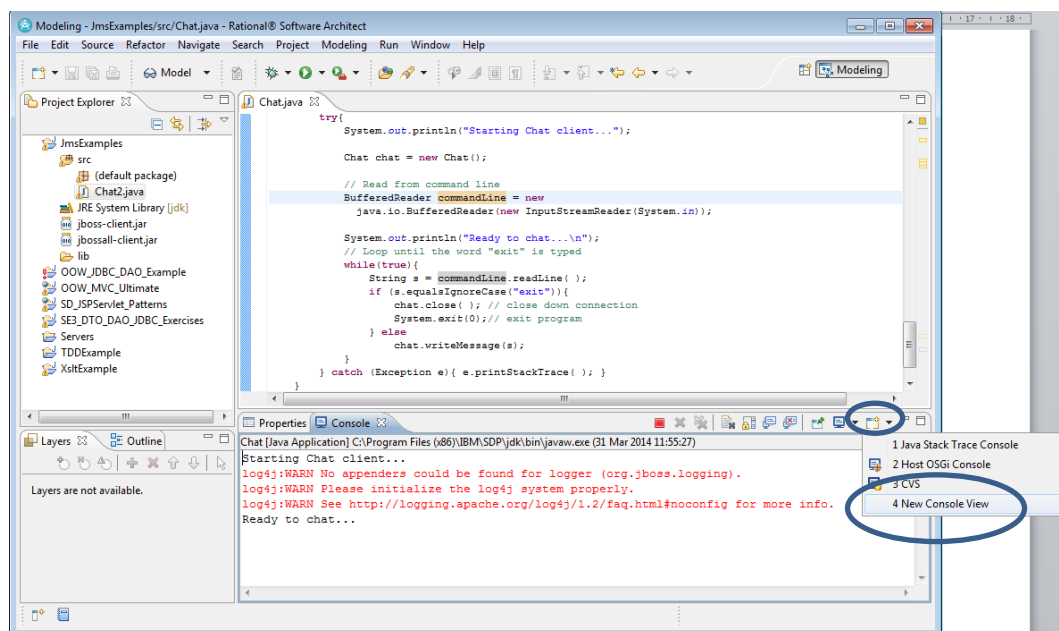 Modeling - JmsExamples/src/Chat.java - Rational® Software Architect
File Edit Source Refactor Navigate Search Project Modeling Run Window Help
Model
Modeling
Project Explorer
JmsExamples
src
(default package)
Chat2.java
JRE System Library [jdk]
jboss-client.jar
jbossall-client.jar
lib
OOW_JDBC_DAO_Example
OOW_MVC_Ultimate
SD_JSPServlet_Patterns
SE3_DTO_DAO_JDBC_Exercises
Servers
TDDExample
XsltExample
Chat.java
try{
System.out.println("Starting Chat client...");
Chat chat = new Chat();
// Read from command line
BufferedReader commandLine = new
java.io.BufferedReader(new InputStreamReader(System.in));
System.out.println("Ready to chat...\n");
// Loop until the word "exit" is typed
while(true){
String s = commandLine.readLine( );
if (s.equalsIgnoreCase("exit")){
chat.close( ); // close down connection
System.exit(0);// exit program
} else
chat.writeMessage(s);
}
} catch (Exception e){ e.printStackTrace( ); }
}
Layers Outline
Layers are not available.
Properties Console
Chat [Java Application] C:\Program Files (x86)\IBM\SDP\jdk\bin\javaw.exe (31 Mar 2014 11:55:27)
Starting Chat client...
log4j:WARN No appenders could be found for logger (org.jboss.logging).
log4j:WARN Please initialize the log4j system properly.
log4j:WARN See http://logging.apache.org/log4j/1.2/faq.html#noconfig for more info.
Ready to chat...
1 Java Stack Trace Console
2 Host OSGi Console
3 CVS
4 New Console View
17 18